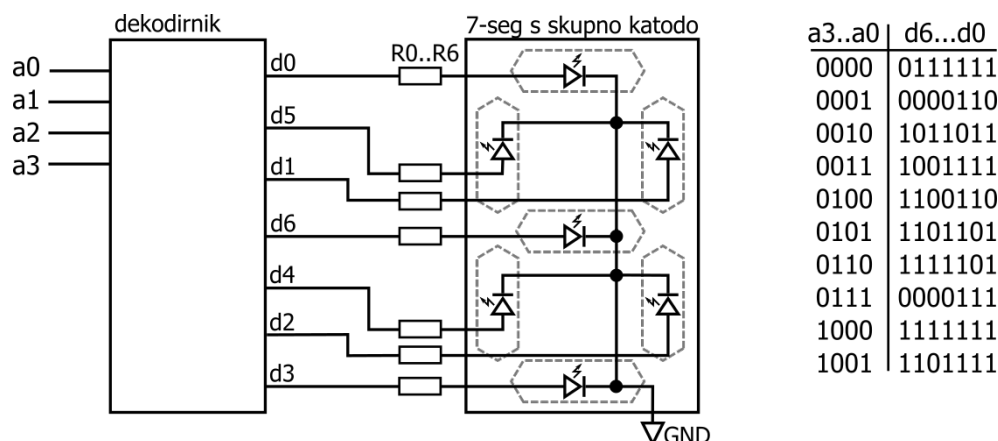 dekodirnik
7-seg s skupno katodo
a0
a1
a2
a3
d0
R0..R6
d5
d1
d6
d4
d2
d3
GND
a3..a0 d6...d0
0000 0111111
0001 0000110
0010 1011011
0011 1001111
0100 1100110
0101 1101101
0110 1111101
0111 0000111
1000 1111111
1001 1101111